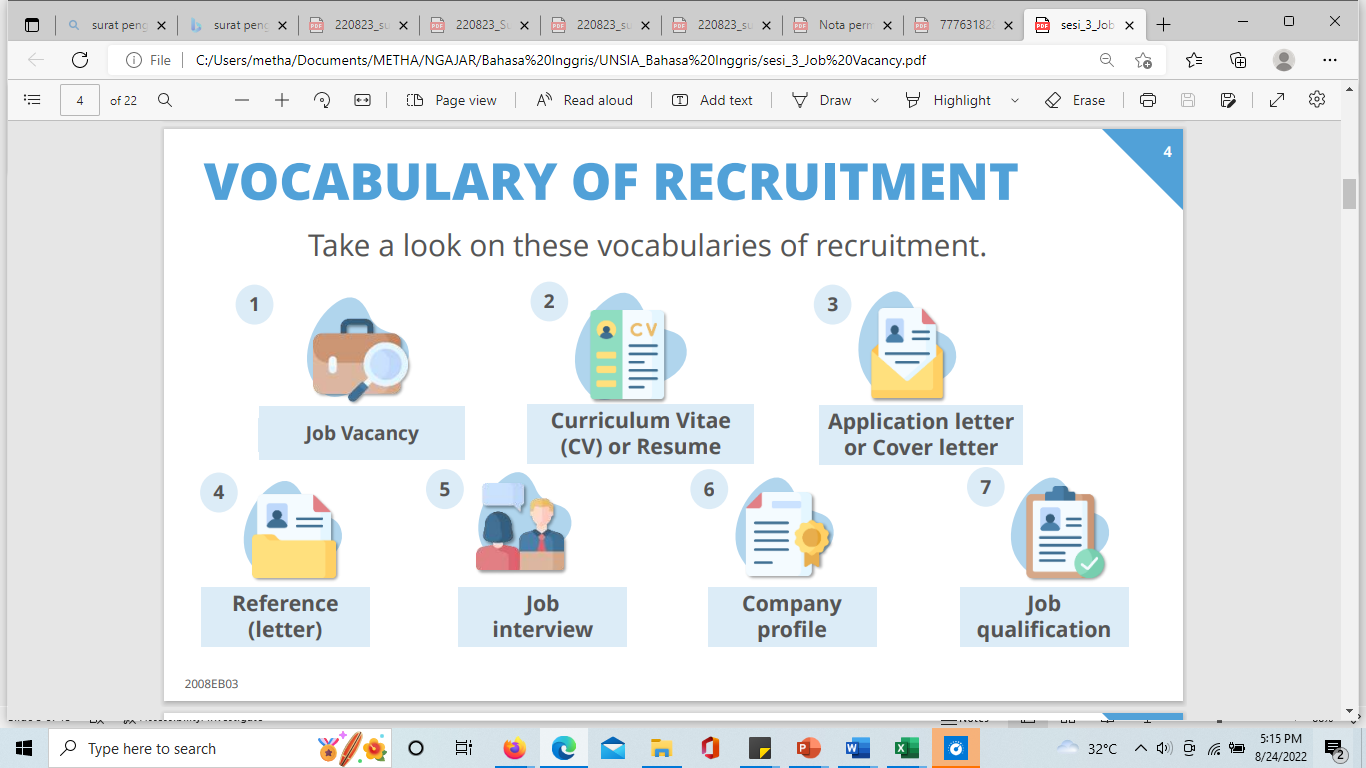 surat peng
surat peng
220823_su
220823_Su
220823_su
220823_su
Nota perm
77763182
sesi_3_Job
File
C:/Users/metha/Documents/METHA/NGAJAR/Bahasa%20Inggris/UNSIA_Bahasa%20Inggris/sesi_3_Job%20Vacancy.pdf
4 of 22
Page view
Read aloud
Add text
Draw
Highlight
Erase
4
VOCABULARY OF RECRUITMENT
Take a look on these vocabularies of recruitment.
1
2
3
CV
Job Vacancy
Curriculum Vitae
(CV) or Resume
Application letter
or Cover letter
4
5
6
7
Reference
(letter)
Job
interview
Company
profile
Job
qualification
2008EB03
Type here to search
32°C
5:15 PM
8/24/2022
2